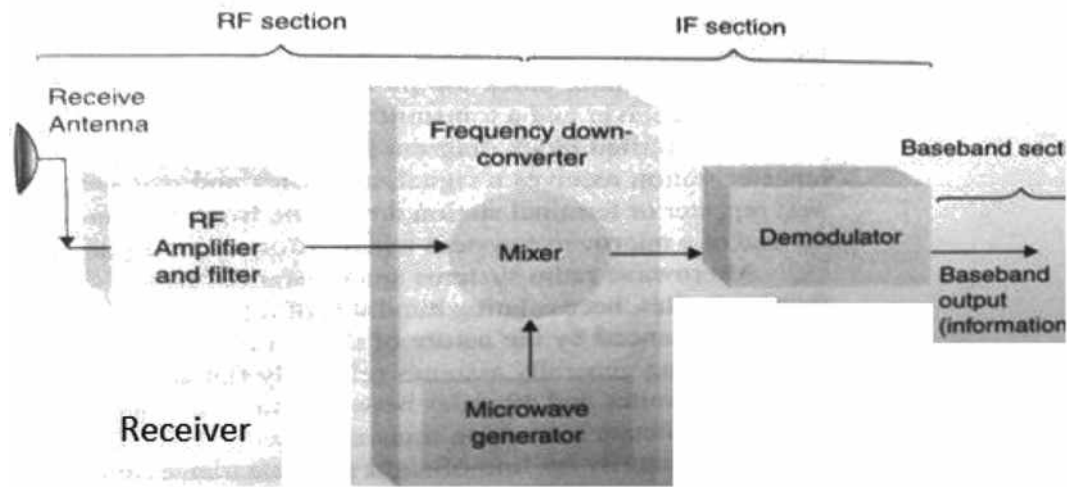 RF section
IF section
Receive
Antenna
Frequency down-
converter
Baseband secti
RF
Amplifier
and filter
Mixer
Demodulator
Baseband
output
(information
Microwave
generator
Receiver